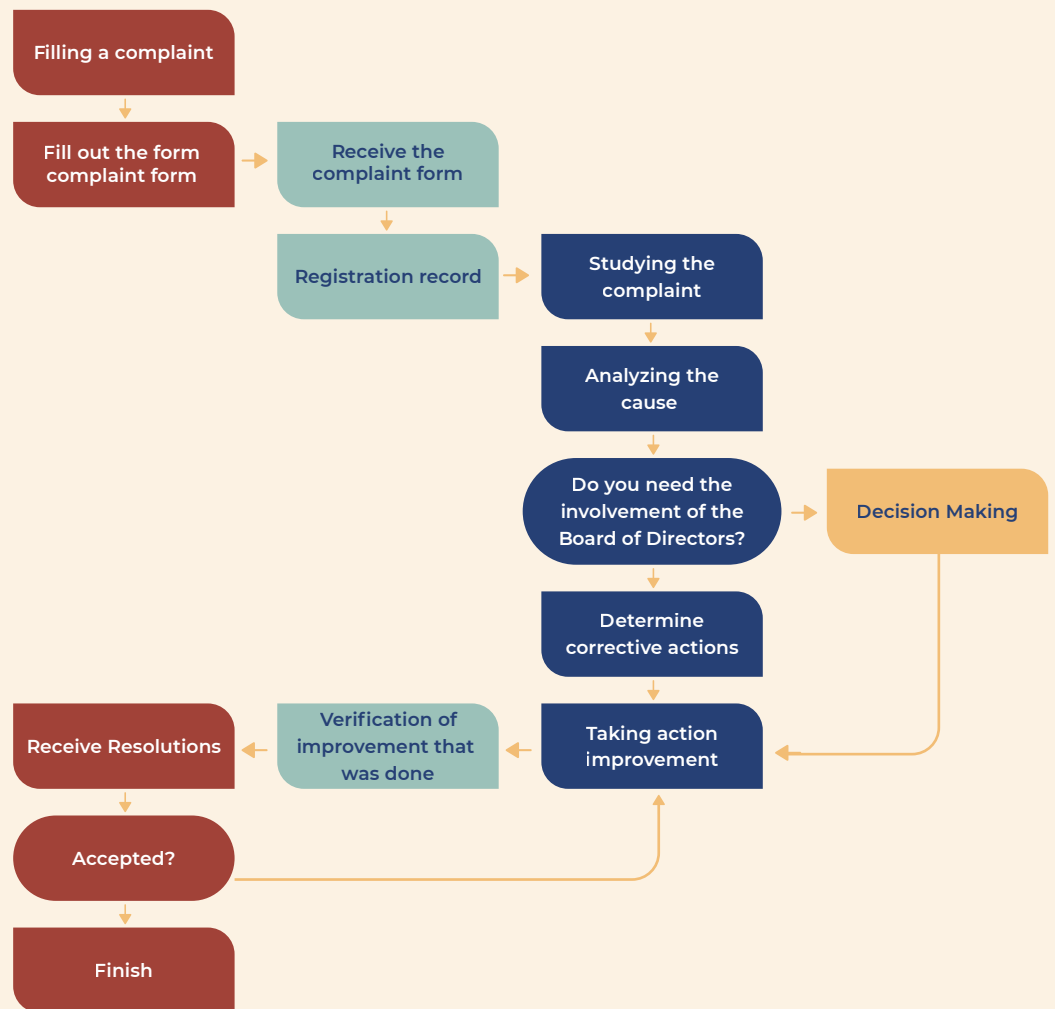 Filling a complaint
Fill out the form
complaint form
Receive the
complaint form
Registration record
Studying the
complaint
Analyzing the
cause
Do you need the
involvement of the
Board of Directors?
Decision Making
Determine
corrective actions
Taking action
improvement
Verification of
improvement that
was done
Receive Resolutions
Accepted?
Finish